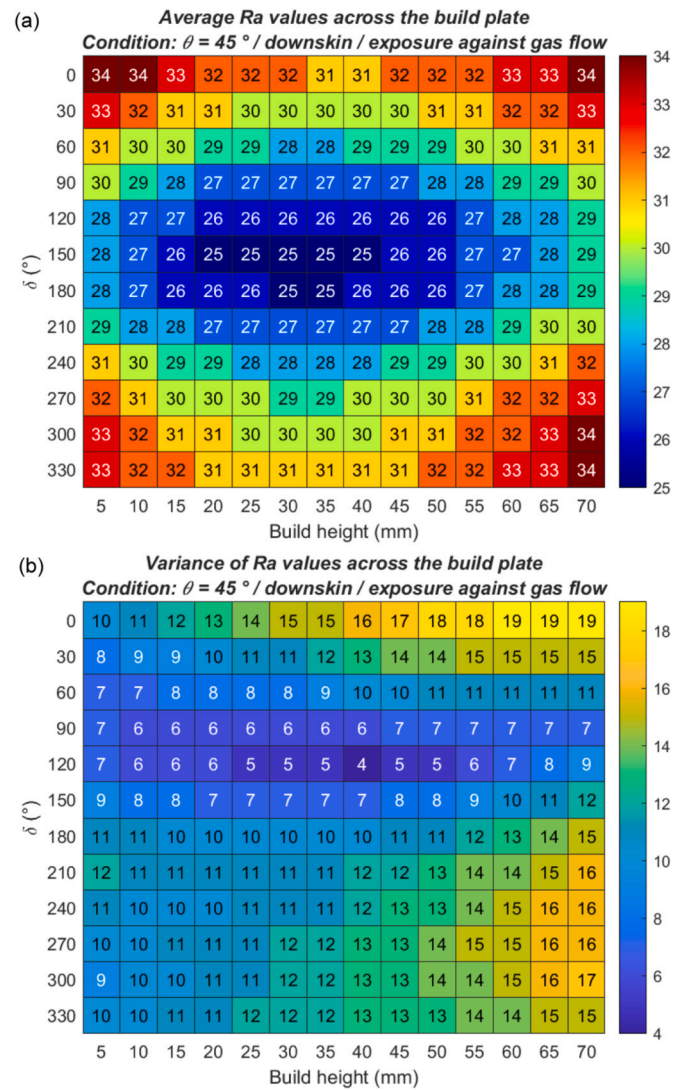 (a)
Average Ra values across the build plate
Condition: θ = 45 ° / downskin / exposure against gas flow
0 34 34 33 32 32 32 31 31 32 32 32 33 33 34
30 33 32 31 31 30 30 30 30 30 31 31 32 32 33
60 31 30 30 29 29 28 28 29 29 29 30 30 31 31
90 30 29 28 27 27 27 27 27 27 28 28 29 29 30
120 28 27 27 26 26 26 26 26 26 26 27 28 28 29
150 28 27 26 25 25 25 25 25 26 26 27 27 28 29
180 28 27 26 26 26 25 25 26 26 26 27 28 28 29
210 29 28 28 27 27 27 27 27 27 28 28 29 30 30
240 31 30 29 29 28 28 28 28 29 29 30 30 31 32
270 32 31 30 30 30 29 29 30 30 30 31 32 32 33
300 33 32 31 31 30 30 30 30 31 31 32 32 33 34
330 33 32 32 31 31 31 31 31 31 32 32 33 33 34
5 10 15 20 25 30 35 40 45 50 55 60 65 70
Build height (mm)
δ (°)
34
33
32
31
30
29
28
27
26
25
(b)
Variance of Ra values across the build plate
Condition: θ = 45 ° / downskin / exposure against gas flow
0 10 11 12 13 14 15 15 16 17 18 18 19 19 19
30 8 9 9 10 11 11 12 13 14 14 15 15 15 15
60 7 7 8 8 8 8 9 10 10 11 11 11 11 11
90 7 6 6 6 6 6 6 6 7 7 7 7 7 7
120 7 6 6 6 5 5 5 4 5 5 6 7 8 9
150 9 8 8 7 7 7 7 7 8 8 9 10 11 12
180 11 11 10 10 10 10 10 10 11 11 12 13 14 15
210 12 11 11 11 11 11 11 12 12 13 14 14 15 16
240 11 10 10 10 11 11 11 12 13 13 14 15 16 16
270 10 10 11 11 11 12 12 13 13 14 15 15 16 16
300 9 10 10 11 11 12 12 13 13 14 14 15 16 17
330 10 10 11 11 12 12 12 13 13 13 14 14 15 15
5 10 15 20 25 30 35 40 45 50 55 60 65 70
Build height (mm)
δ (°)
18
16
14
12
10
8
6
4